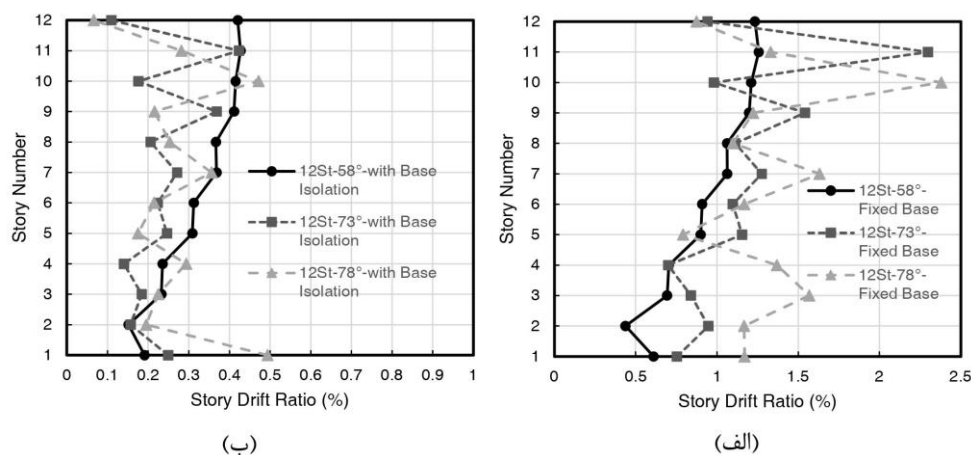 12
11
10
9
8
7
6
5
4
3
2
1
Story Number
12St-58°-with Base
Isolation
12St-73°-with Base
Isolation
12St-78°-with Base
Isolation
0 0.1 0.2 0.3 0.4 0.5 0.6 0.7 0.8 0.9 1
Story Drift Ratio (%)
(ب)
12
11
10
9
8
7
6
5
4
3
2
1
Story Number
12St-58°-
Fixed Base
12St-73°-
Fixed Base
12St-78°-
Fixed Base
0 0.5 1 1.5 2 2.5
Story Drift Ratio (%)
(الف)